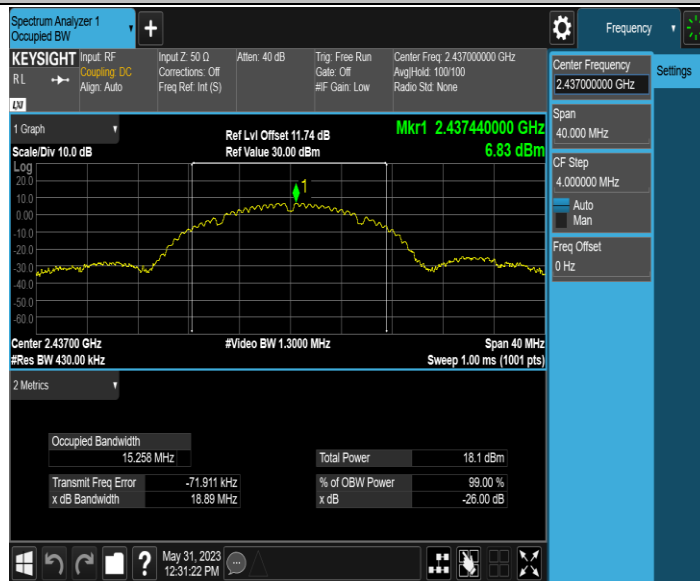 Spectrum Analyzer 1
Occupied BW
Frequency
KEYSIGHT
RL
LXI
Input: RF
Coupling: DC
Align: Auto
Input Z: 50 Ω
Corrections: Off
Freq Ref: Int (S)
Atten: 40 dB
Trig: Free Run
Gate: Off
#IF Gain: Low
Center Freq: 2.437000000 GHz
Avg|Hold: 100/100
Radio Std: None
Center Frequency
2.437000000 GHz
Settings
Span
40.000 MHz
CF Step
4.000000 MHz
Auto
Man
Freq Offset
0 Hz
1 Graph
Scale/Div 10.0 dB
Ref Lvl Offset 11.74 dB
Ref Value 30.00 dBm
Mkr1 2.437440000 GHz
6.83 dBm
Log
20.0
10.0
0.00
-10.0
-20.0
-30.0
-40.0
-50.0
-60.0
1
Center 2.43700 GHz
#Res BW 430.00 kHz
#Video BW 1.3000 MHz
Span 40 MHz
Sweep 1.00 ms (1001 pts)
2 Metrics
Occupied Bandwidth
15.258 MHz
Total Power 18.1 dBm
Transmit Freq Error -71.911 kHz
% of OBW Power 99.00 %
x dB Bandwidth 18.89 MHz
x dB -26.00 dB
May 31, 2023
12:31:22 PM